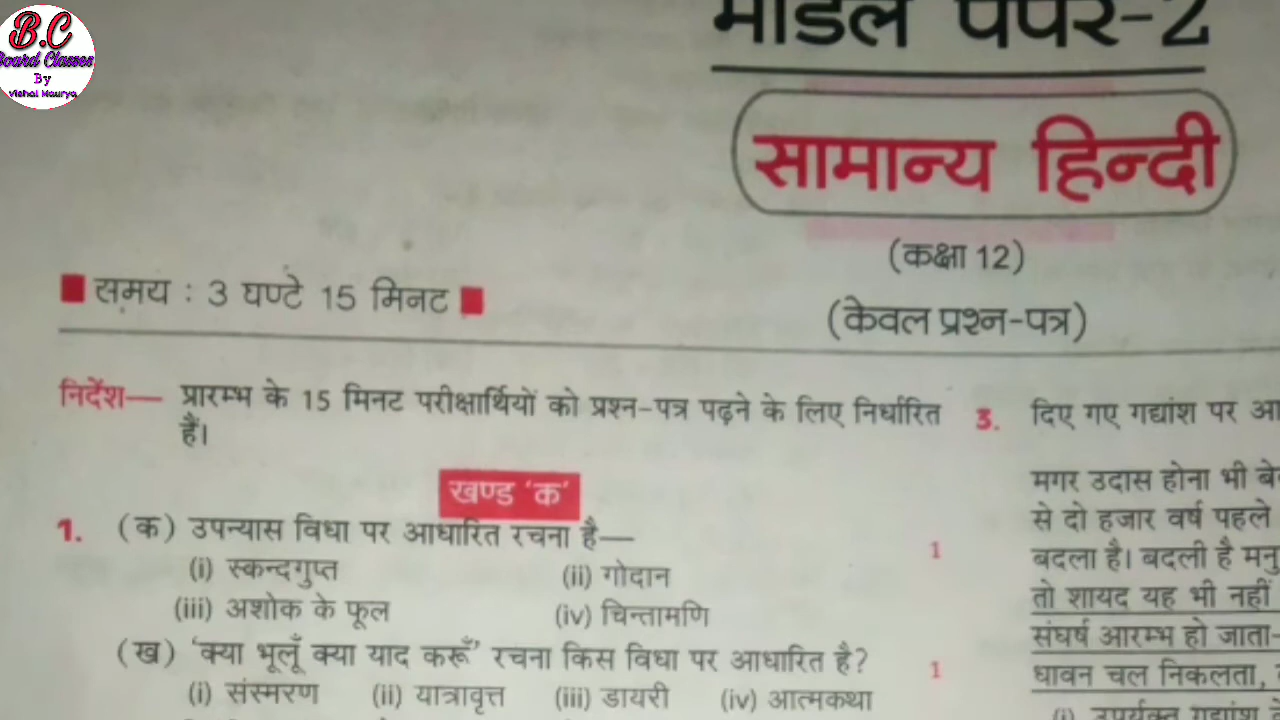 B.C
Board Classes
By
Vishal Maurya
मॉडल पेपर-2
सामान्य हिन्दी
(कक्षा 12)
(केवल प्रश्न-पत्र)
समय : 3 घण्टे 15 मिनट
निर्देश— प्रारम्भ के 15 मिनट परीक्षार्थियों को प्रश्न-पत्र पढ़ने के लिए निर्धारित
हैं।
खण्ड ‘क’
1. (क) उपन्यास विधा पर आधारित रचना है— 1
(i) स्कन्दगुप्त (ii) गोदान
(iii) अशोक के फूल (iv) चिन्तामणि
(ख) ‘क्या भूलूँ क्या याद करूँ’ रचना किस विधा पर आधारित है? 1
(i) संस्मरण (ii) यात्रावृत्त (iii) डायरी (iv) आत्मकथा
3. दिए गए गद्यांश पर
मगर उदास होना भी
से दो हजार वर्ष पहले
बदला है। बदली है
तो शायद यह भी नहीं
संघर्ष आरम्भ हो जाता
धावन चल निकलता,
(i) उपर्युक्त गद्यांश